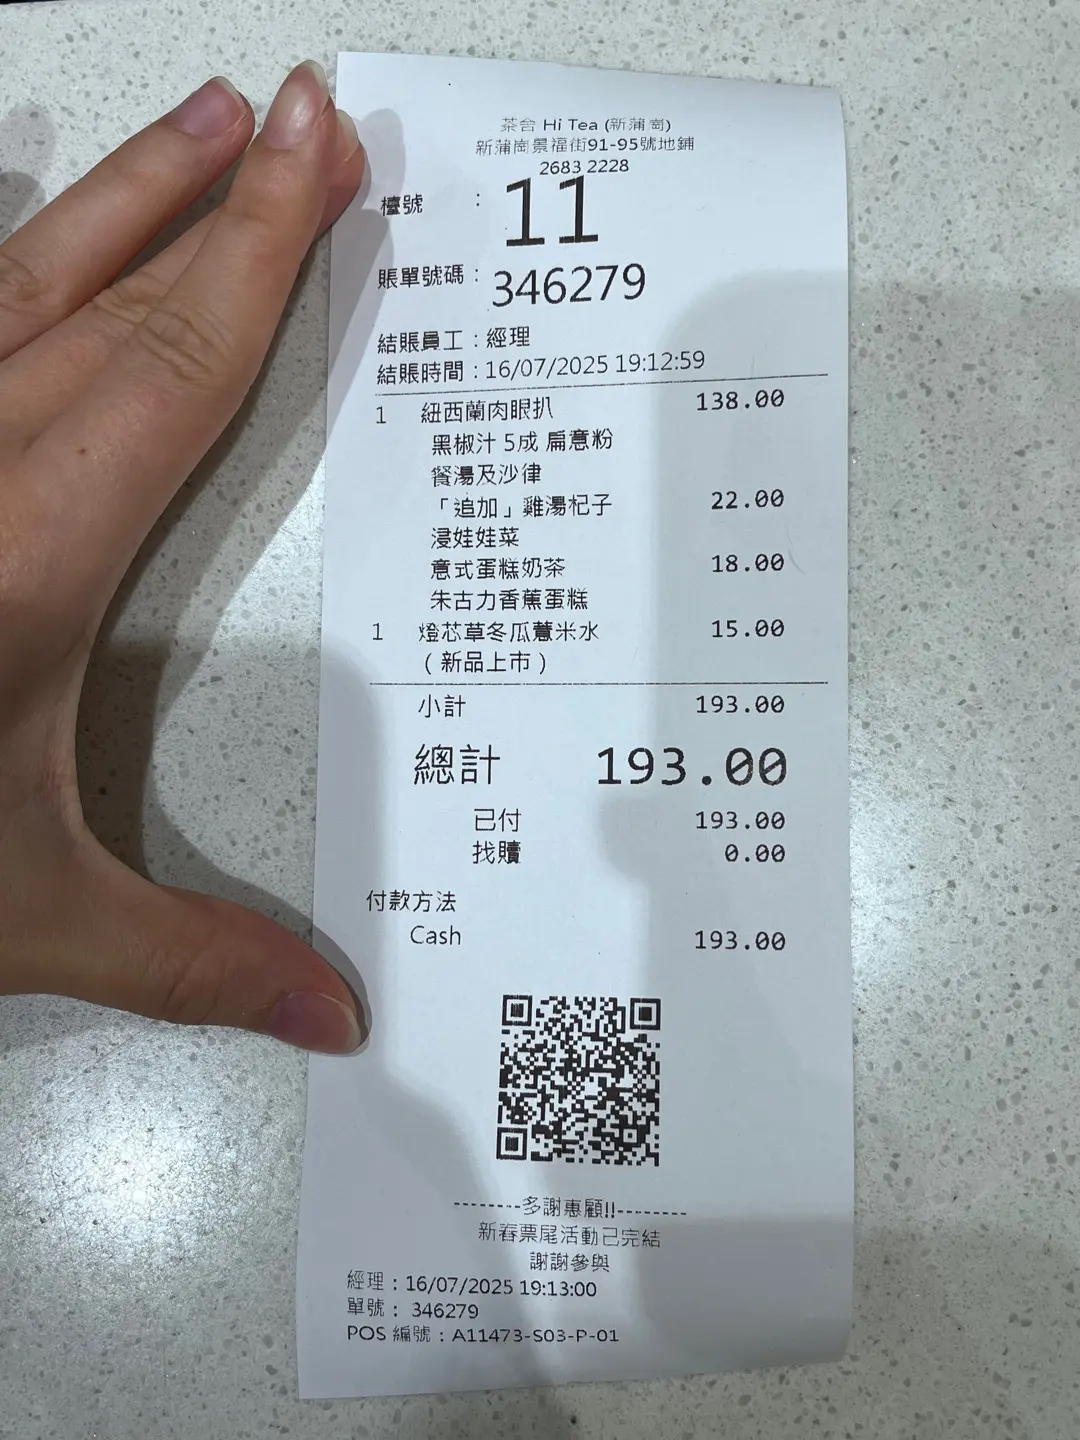 茶舍 Hi Tea (新蒲崗)
新蒲崗景福街91-95號地鋪
2683 2228
檯號 : 11
賬單號碼 : 346279
結賬員工 : 經理
結賬時間 : 16/07/2025 19:12:59
1 紐西蘭肉眼扒 138.00
黑椒汁 5成 扁意粉
餐湯及沙律
「追加」雞湯杞子 22.00
浸娃娃菜
意式蛋糕奶茶 18.00
朱古力香蕉蛋糕
1 燈芯草冬瓜薏米水 15.00
( 新品上市 )
小計 193.00
總計 193.00
已付 193.00
找贖 0.00
付款方法
Cash 193.00
--------多謝惠顧!!--------
新春票尾活動已完結
謝謝參與
經理 : 16/07/2025 19:13:00
單號 : 346279
POS 編號 : A11473-S03-P-01